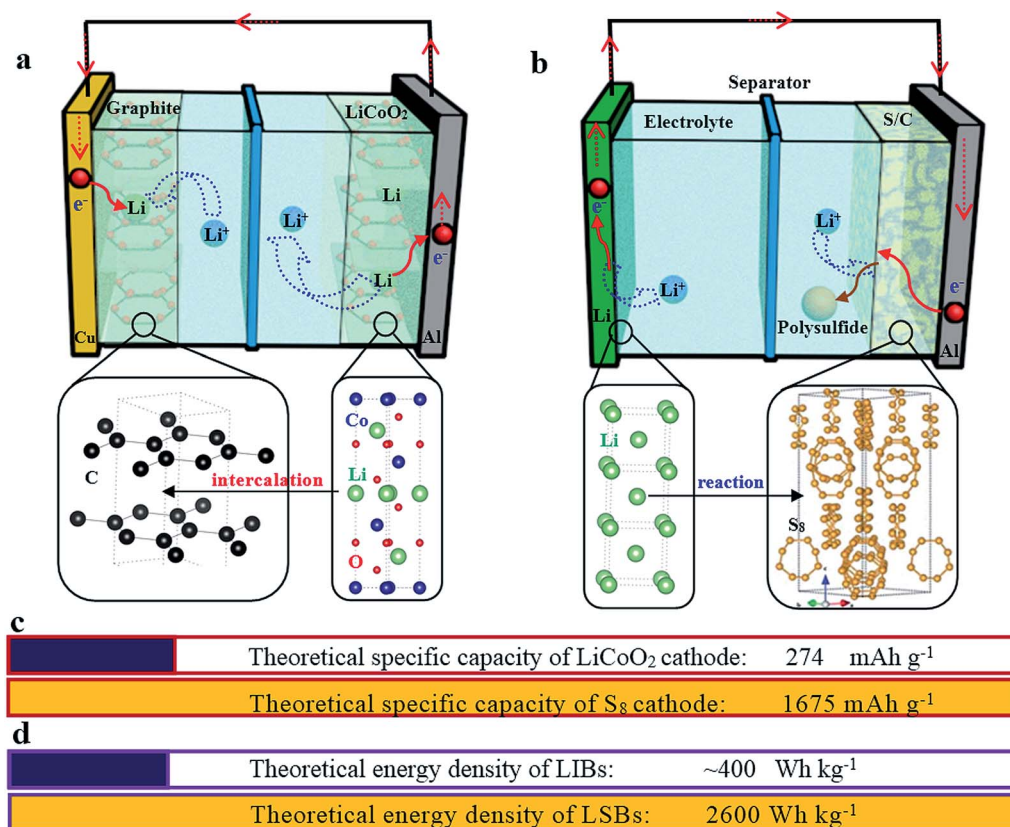 a
Graphite
LiCoO₂
e⁻
Li
Li⁺
Li⁺
Li
Li
e⁻
Cu
Al
C
intercalation
Co
Li
O
b
Separator
Electrolyte
S/C
e⁻
Li⁺
Li⁺
e⁻
Polysulfide
Li
Al
Li
reaction
S₈
c
Theoretical specific capacity of LiCoO₂ cathode: 274 mAh g⁻¹
Theoretical specific capacity of S₈ cathode: 1675 mAh g⁻¹
d
Theoretical energy density of LIBs: ~400 Wh kg⁻¹
Theoretical energy density of LSBs: 2600 Wh kg⁻¹